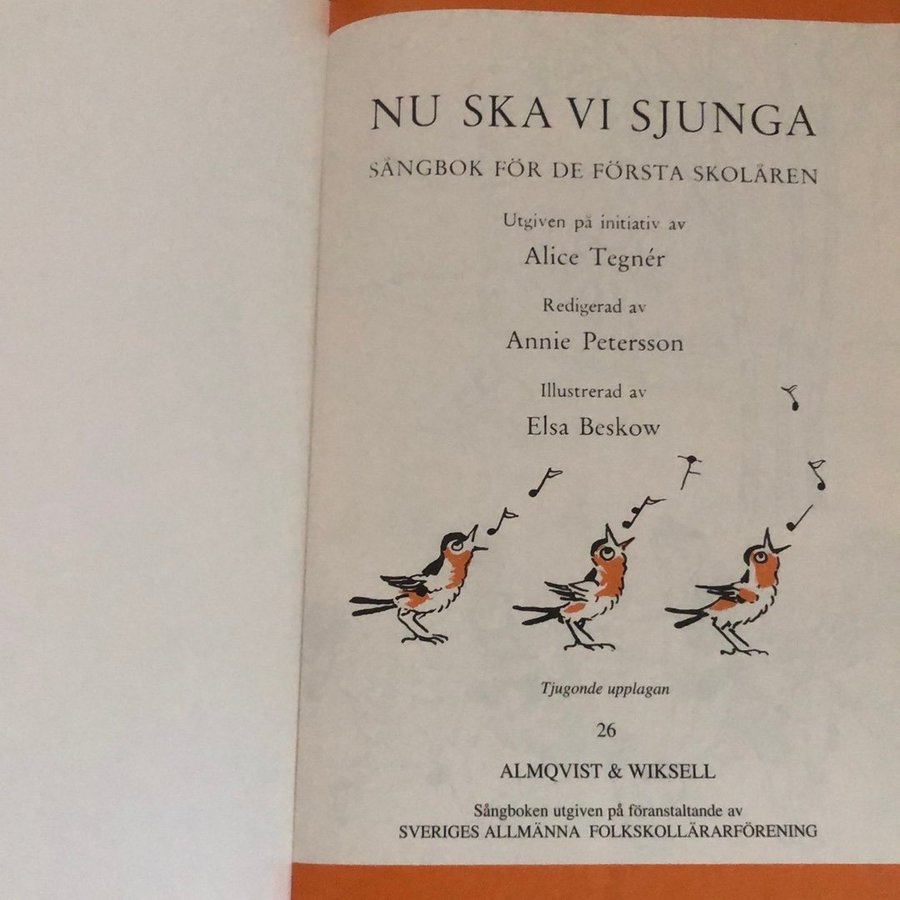 NU SKA VI SJUNGA
SÅNGBOK FÖR DE FÖRSTA SKOLÅREN
Utgiven på initiativ av
Alice Tegnér
Redigerad av
Annie Petersson
Illustrerad av
Elsa Beskow
Tjugonde upplagan
26
ALMQVIST & WIKSELL
Sångboken utgiven på föranstaltande av
SVERIGES ALLMÄNNA FOLKSKOLLÄRARFÖRENING